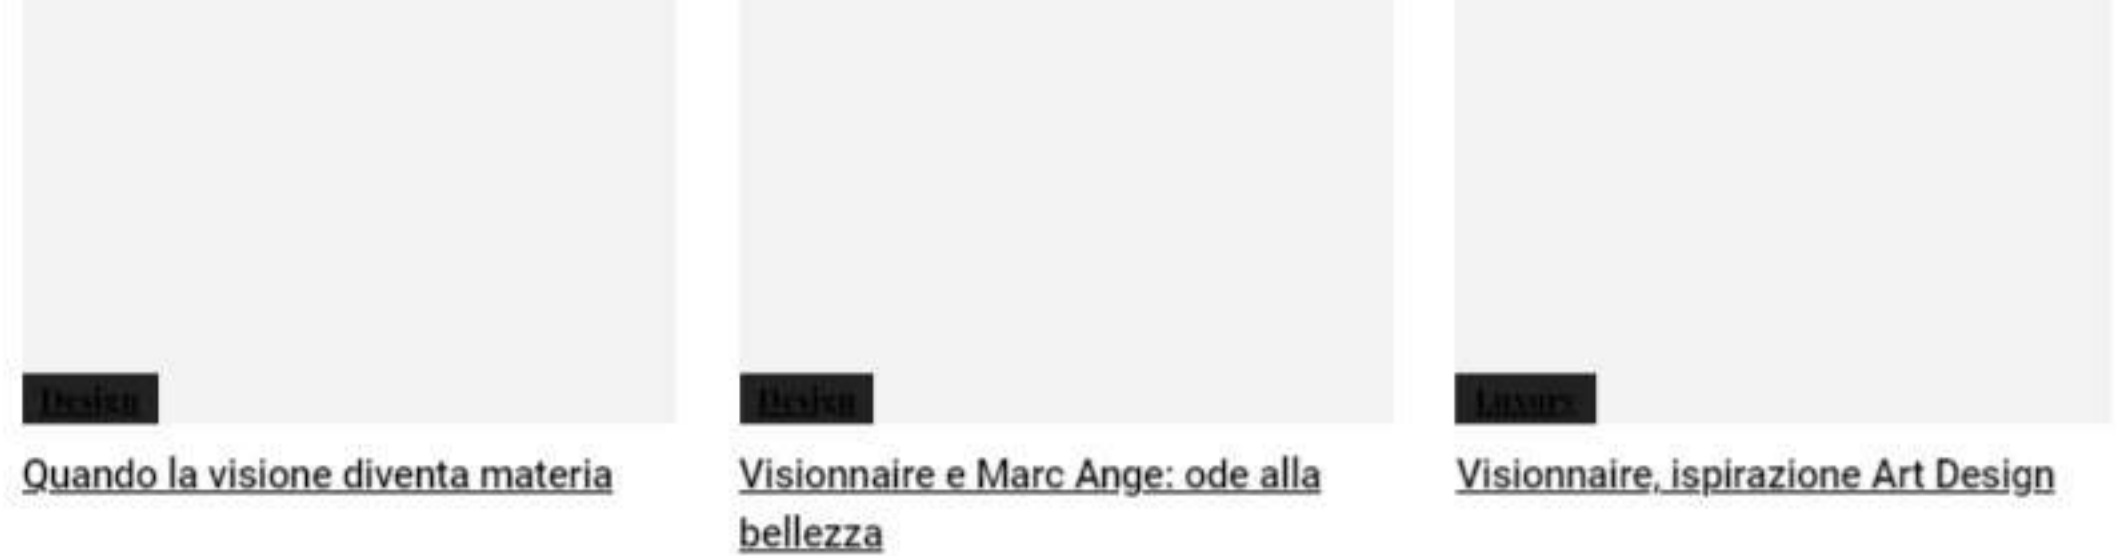 Design
Design
Luxury
Quando la visione diventa materia
Visionnaire e Marc Ange: ode alla
bellezza
Visionnaire, ispirazione Art Design